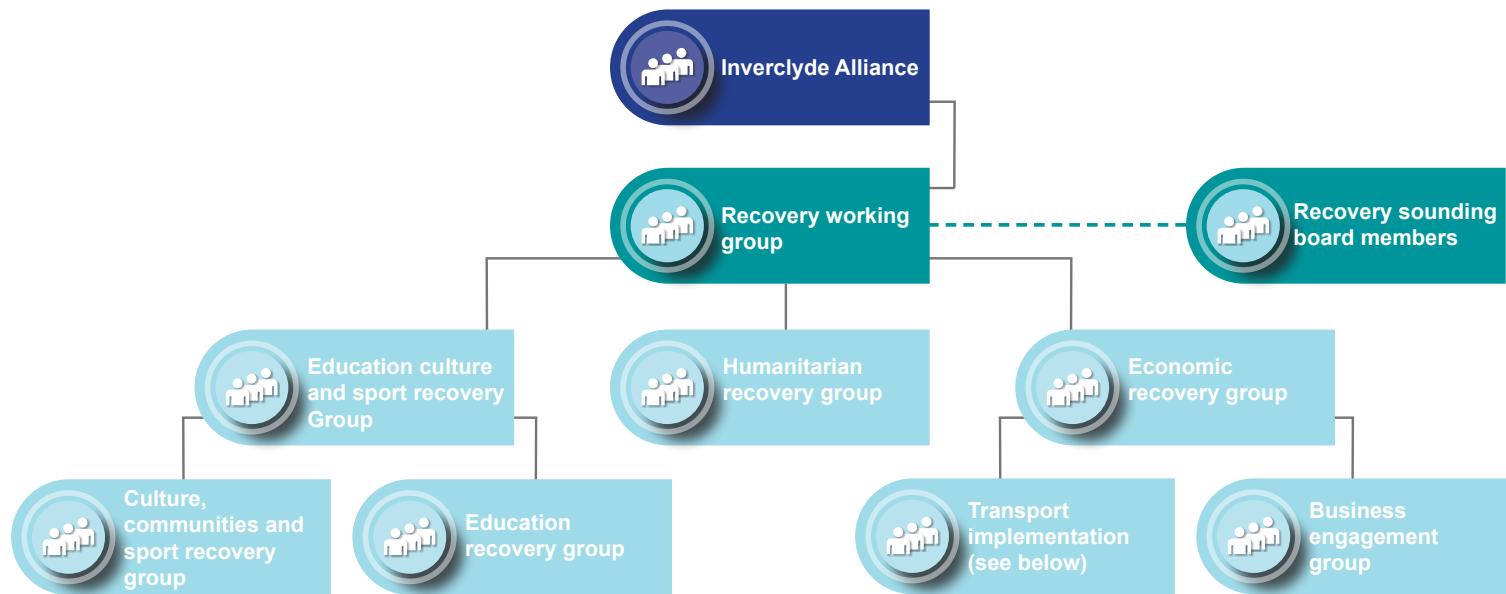 Inverclyde Alliance
Recovery working
group
Recovery sounding
board members
Education culture
and sport recovery
Group
Humanitarian
recovery group
Economic
recovery group
Culture,
communities and
sport recovery
group
Education
recovery group
Transport
implementation
(see below)
Business
engagement
group